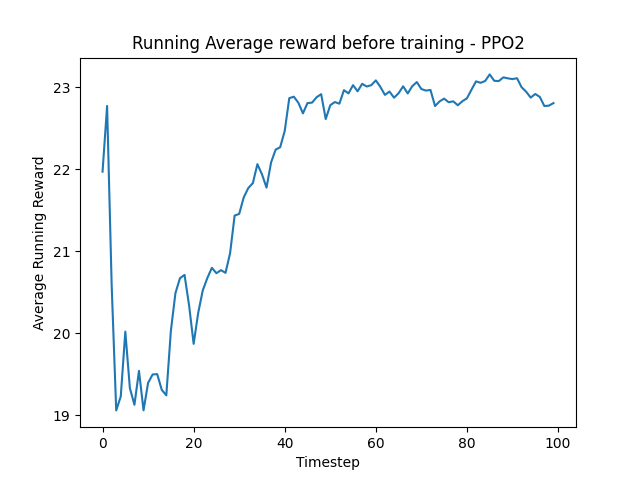 Running Average reward before training - PPO2
Average Running Reward
23
22
21
20
19
0 20 40 60 80 100
Timestep